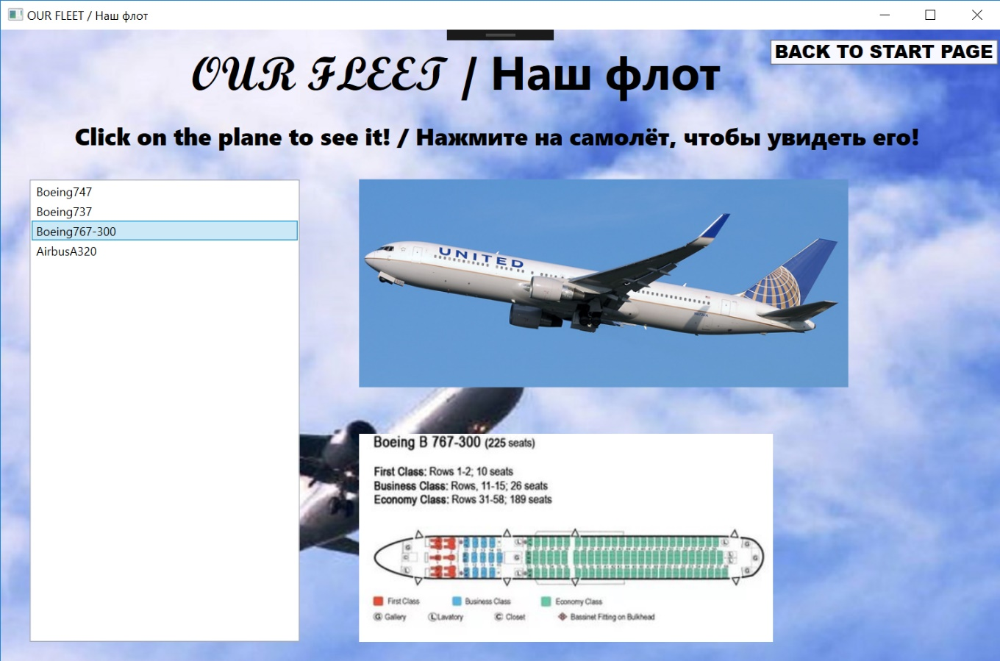 OUR FLEET / Наш флот
BACK TO START PAGE
OUR FLEET / Наш флот
Click on the plane to see it! / Нажмите на самолёт, чтобы увидеть его!
Boeing747
Boeing737
Boeing767-300
AirbusA320
UNITED
Boeing B 767-300 (225 seats)
First Class: Rows 1-2; 10 seats
Business Class: Rows, 11-15; 26 seats
Economy Class: Rows 31-58; 189 seats
First Class Business Class Economy Class
G Gallery L Lavatory C Closet Bassinet Fitting on Bulkhead